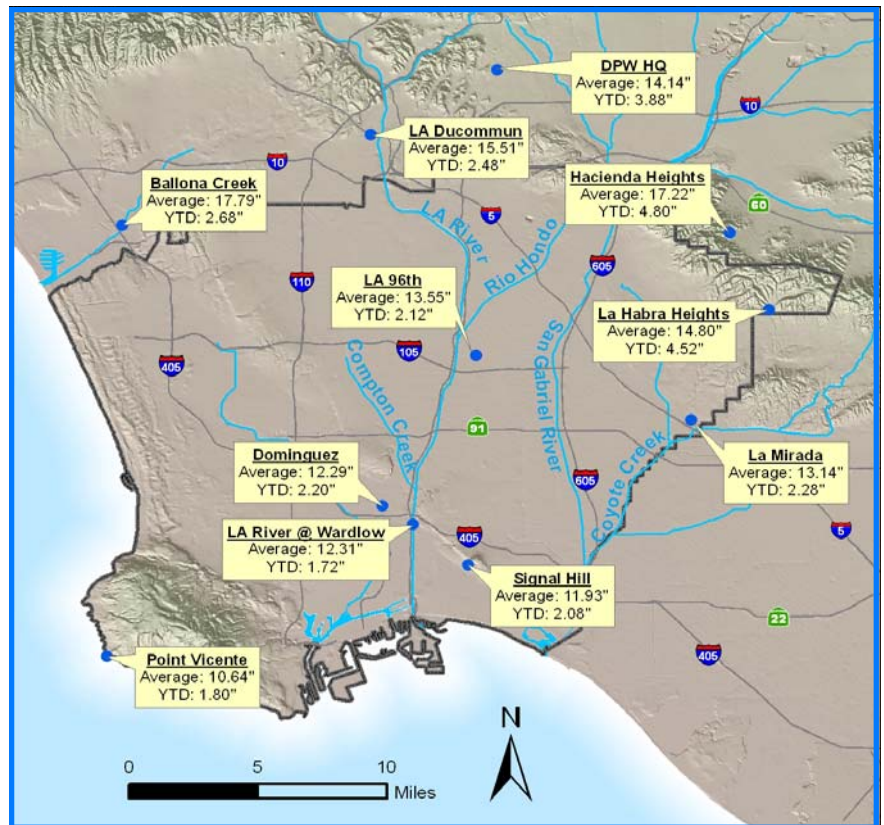 DPW HQ
Average: 14.14"
YTD: 3.88"
10
LA Ducommun
Average: 15.51"
YTD: 2.48"
10
Ballona Creek
Average: 17.79"
YTD: 2.68"
Hacienda Heights
Average: 17.22"
YTD: 4.80"
60
LA River
5
Rio Hondo
605
110
LA 96th
Average: 13.55"
YTD: 2.12"
La Habra Heights
Average: 14.80"
YTD: 4.52"
405
105
Compton Creek
San Gabriel River
91
Dominguez
Average: 12.29"
YTD: 2.20"
La Mirada
Average: 13.14"
YTD: 2.28"
605
Coyote Creek
LA River @ Wardlow
Average: 12.31"
YTD: 1.72"
405
5
Signal Hill
Average: 11.93"
YTD: 2.08"
22
405
Point Vicente
Average: 10.64"
YTD: 1.80"
N
0 5 10
Miles